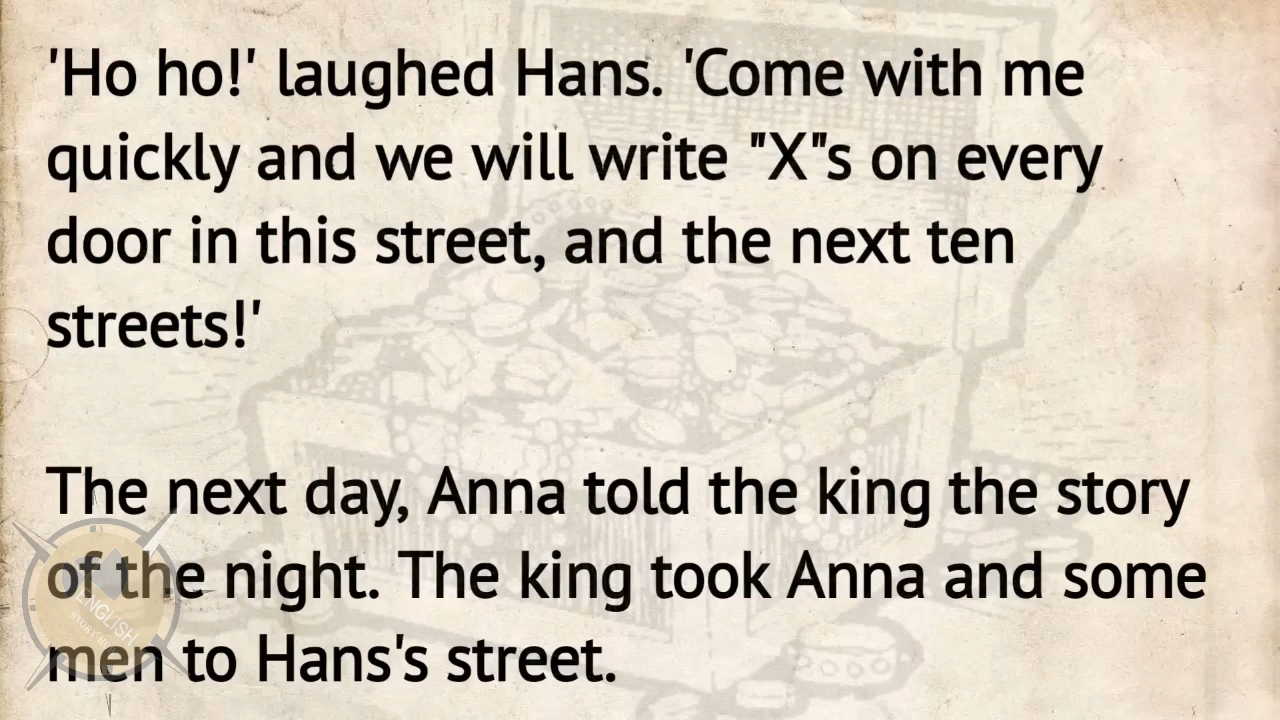 'Ho ho!' laughed Hans. 'Come with me
quickly and we will write "X"s on every
door in this street, and the next ten
streets!'
The next day, Anna told the king the story
of the night. The king took Anna and some
men to Hans's street.
ENGLISH